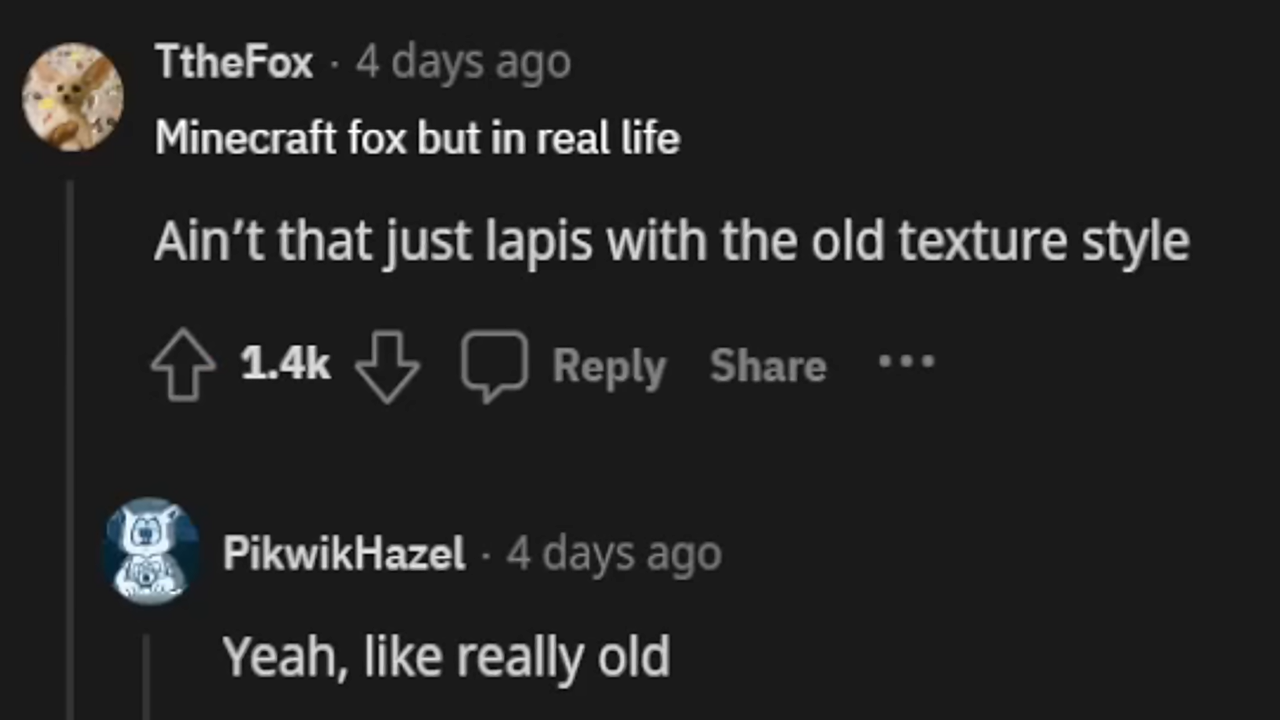 TtheFox · 4 days ago
Minecraft fox but in real life
Ain’t that just lapis with the old texture style
1.4k Reply Share ···
PikwikHazel · 4 days ago
Yeah, like really old